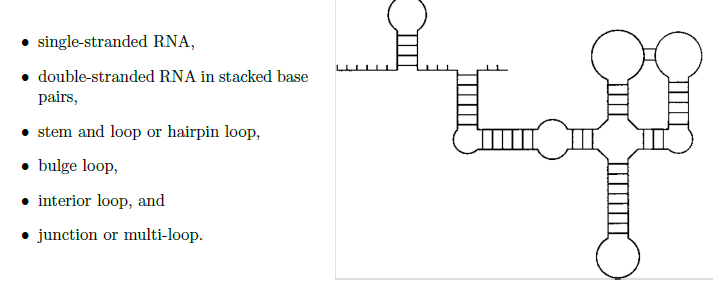 • single-stranded RNA,
• double-stranded RNA in stacked base
pairs,
• stem and loop or hairpin loop,
• bulge loop,
• interior loop, and
• junction or multi-loop.